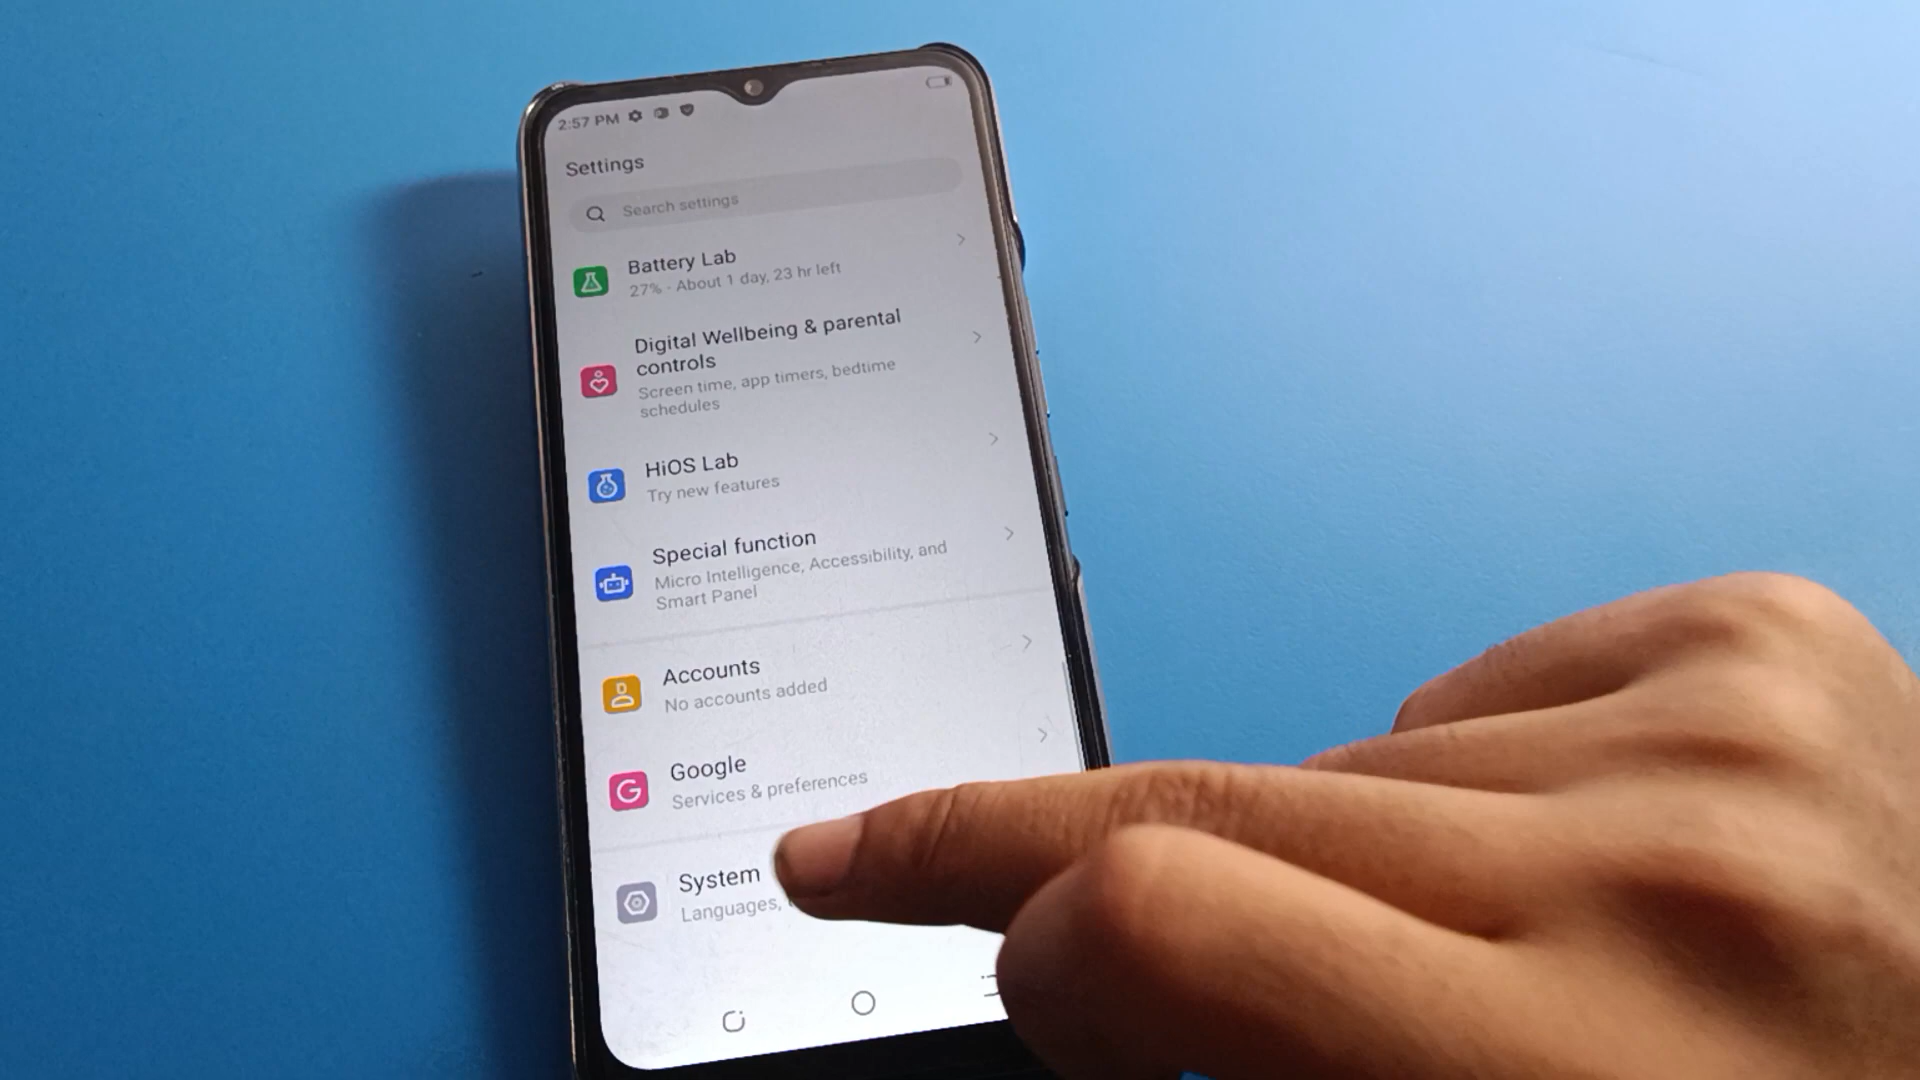 2:57 PM
Settings
Search settings
Battery Lab
27% - About 1 day, 23 hr left
Digital Wellbeing & parental
controls
Screen time, app timers, bedtime
schedules
HiOS Lab
Try new features
Special function
Micro Intelligence, Accessibility, and
Smart Panel
Accounts
No accounts added
Google
Services & preferences
System
Languages,